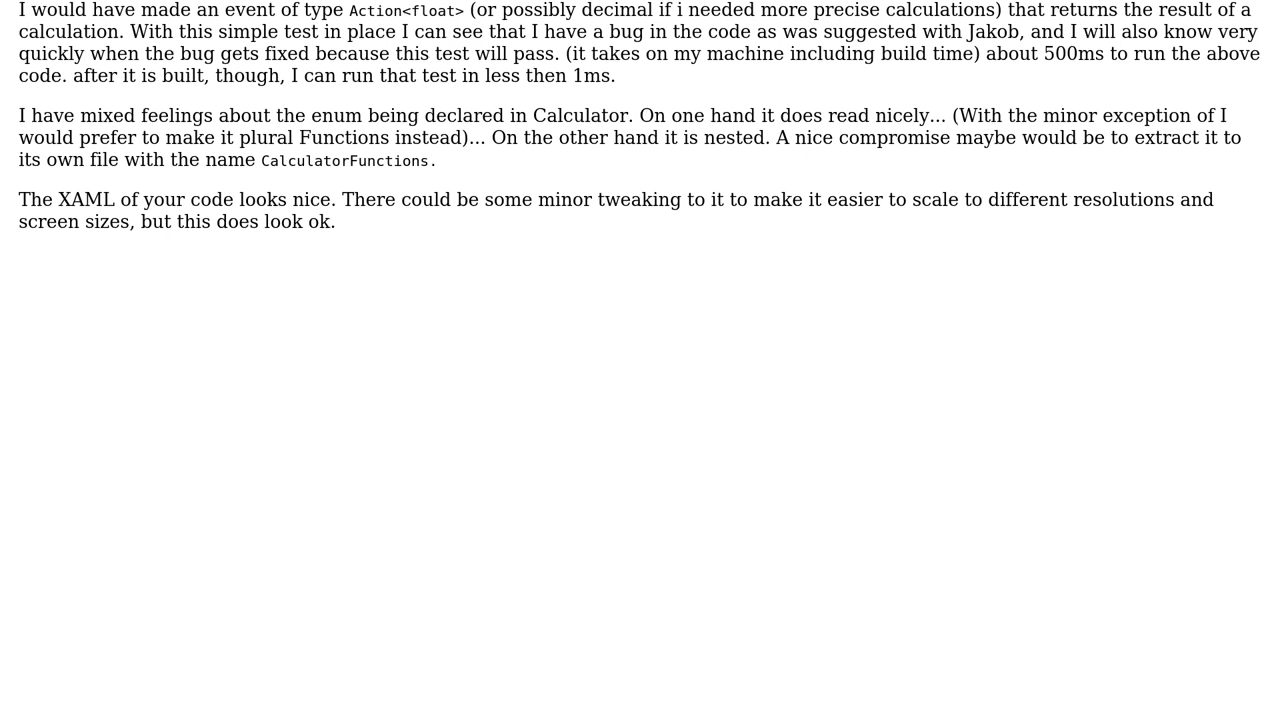 I would have made an event of type Action<float> (or possibly decimal if i needed more precise calculations) that returns the result of a
calculation. With this simple test in place I can see that I have a bug in the code as was suggested with Jakob, and I will also know very
quickly when the bug gets fixed because this test will pass. (it takes on my machine including build time) about 500ms to run the above
code. after it is built, though, I can run that test in less then 1ms.
I have mixed feelings about the enum being declared in Calculator. On one hand it does read nicely... (With the minor exception of I
would prefer to make it plural Functions instead)... On the other hand it is nested. A nice compromise maybe would be to extract it to
its own file with the name CalculatorFunctions.
The XAML of your code looks nice. There could be some minor tweaking to it to make it easier to scale to different resolutions and
screen sizes, but this does look ok.